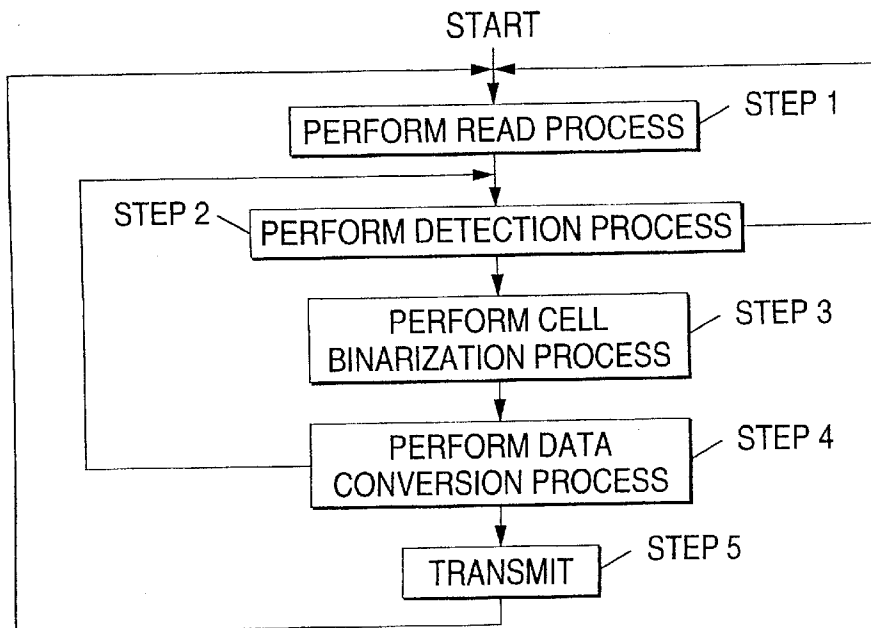 START
PERFORM READ PROCESS
STEP 1
STEP 2
PERFORM DETECTION PROCESS
PERFORM CELL
BINARIZATION PROCESS
STEP 3
PERFORM DATA
CONVERSION PROCESS
STEP 4
TRANSMIT
STEP 5